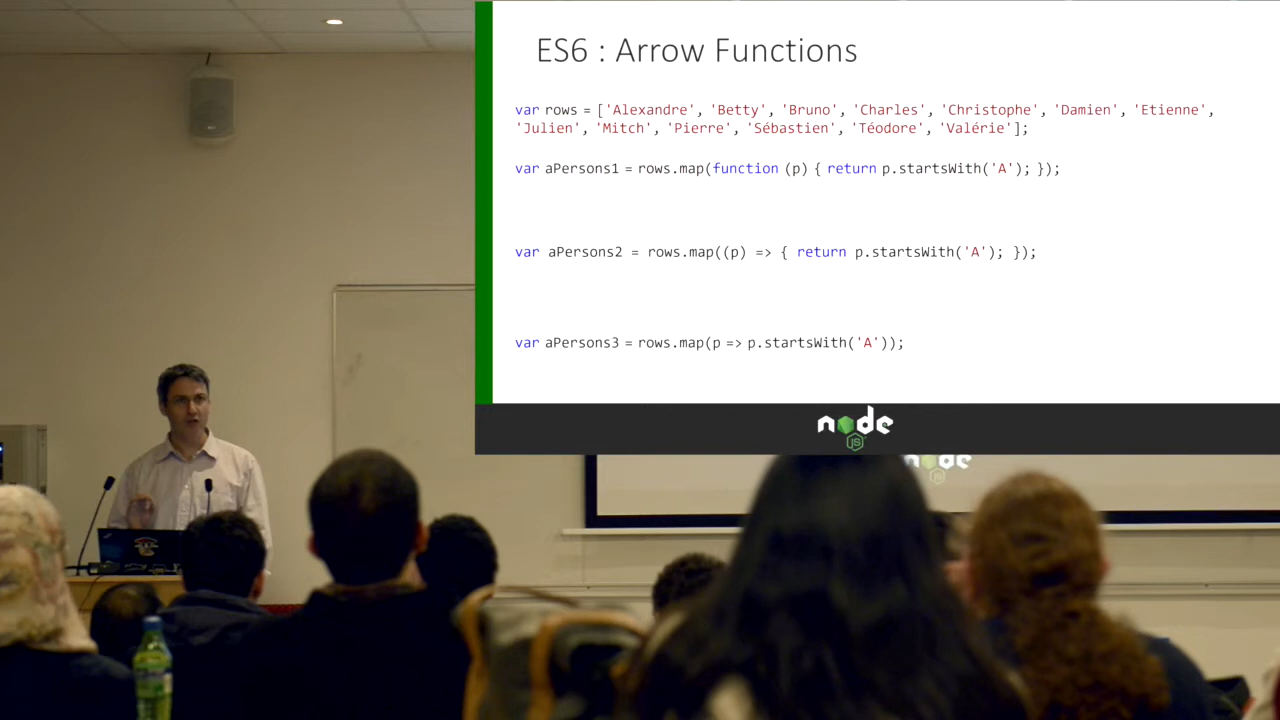 ES6 : Arrow Functions
var rows = ['Alexandre', 'Betty', 'Bruno', 'Charles', 'Christophe', 'Damien', 'Etienne',
'Julien', 'Mitch', 'Pierre', 'Sébastien', 'Téodore', 'Valérie'];
var aPersons1 = rows.map(function (p) { return p.startsWith('A'); });
var aPersons2 = rows.map((p) => { return p.startsWith('A'); });
var aPersons3 = rows.map(p => p.startsWith('A'));
node
JS
node
JS